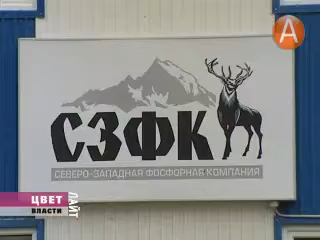 А
СЗФК
СЕВЕРО-ЗАПАДНАЯ ФОСФОРНАЯ КОМПАНИЯ
ЦВЕТ
ВЛАСТИ
ЛАЙТ